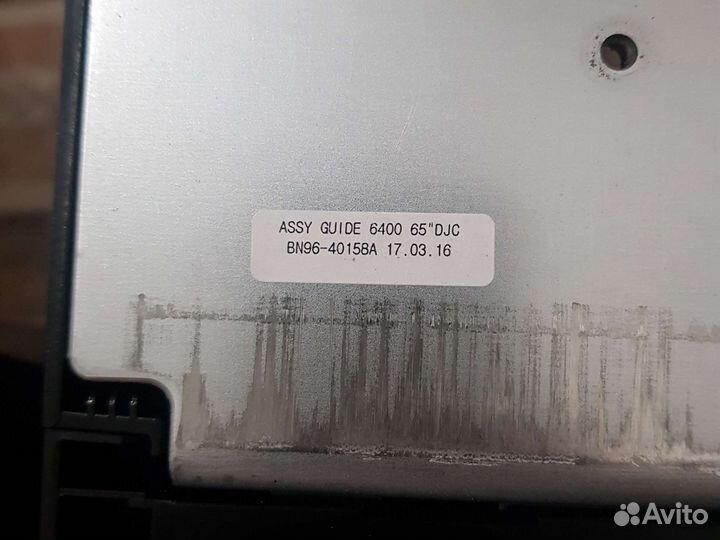 ASSY GUIDE 6400 65"DJC
BN96-40158A 17.03.16
Avito